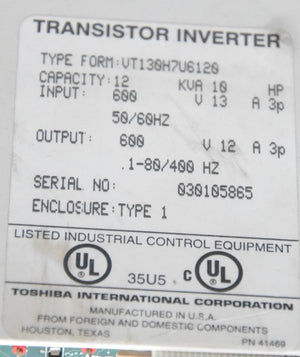 TRANSISTOR INVERTER
TYPE FORM: VT130H7U6120
CAPACITY: 12 KVA 10 HP
INPUT: 600 V 13 A 3p
50/60HZ
OUTPUT: 600 V 12 A 3p
.1-80/400 HZ
SERIAL NO: 030105865
ENCLOSURE: TYPE 1
LISTED INDUSTRIAL CONTROL EQUIPMENT
UL 35U5 C UL
TOSHIBA INTERNATIONAL CORPORATION
MANUFACTURED IN U.S.A.
FROM FOREIGN AND DOMESTIC COMPONENTS
HOUSTON, TEXAS PN 41469